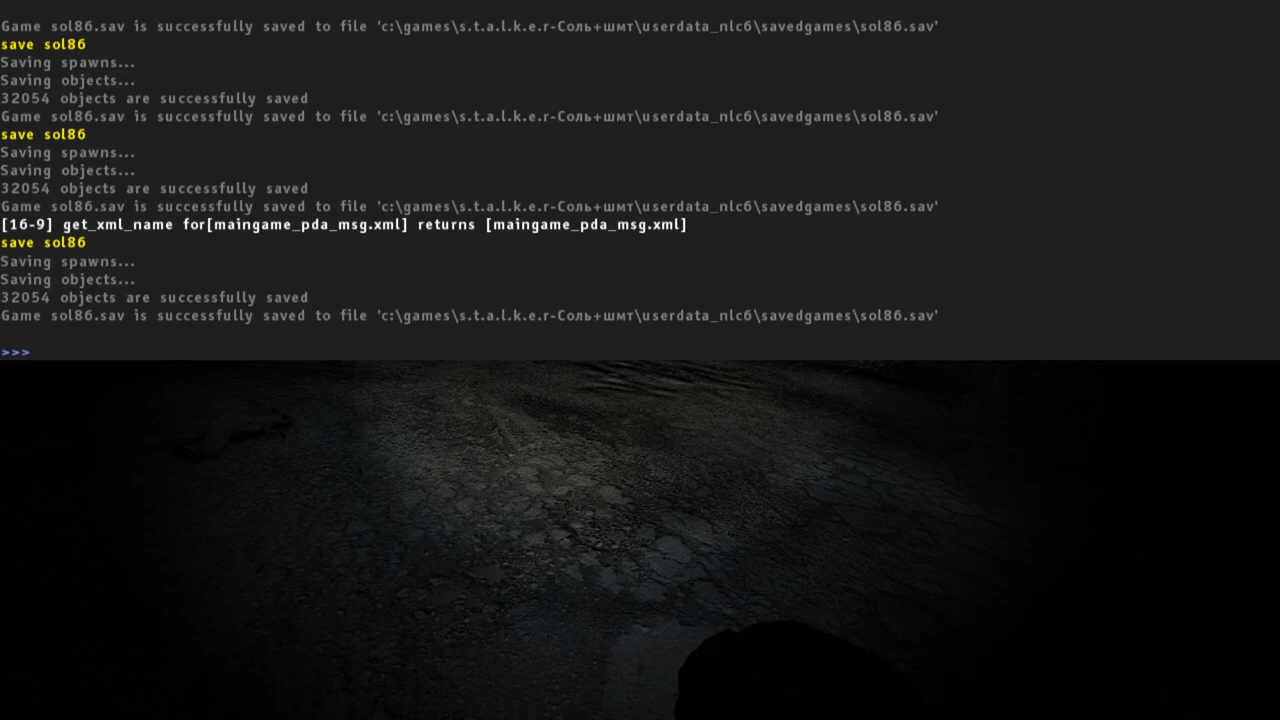 Game sol86.sav is successfully saved to file 'c:\games\s.t.a.l.k.e.r-Соль+шмт\userdata_nlc6\savedgames\sol86.sav'
save sol86
Saving spawns...
Saving objects...
32054 objects are successfully saved
Game sol86.sav is successfully saved to file 'c:\games\s.t.a.l.k.e.r-Соль+шмт\userdata_nlc6\savedgames\sol86.sav'
save sol86
Saving spawns...
Saving objects...
32054 objects are successfully saved
Game sol86.sav is successfully saved to file 'c:\games\s.t.a.l.k.e.r-Соль+шмт\userdata_nlc6\savedgames\sol86.sav'
[16-9] get_xml_name for[maingame_pda_msg.xml] returns [maingame_pda_msg.xml]
save sol86
Saving spawns...
Saving objects...
32054 objects are successfully saved
Game sol86.sav is successfully saved to file 'c:\games\s.t.a.l.k.e.r-Соль+шмт\userdata_nlc6\savedgames\sol86.sav'
>>>